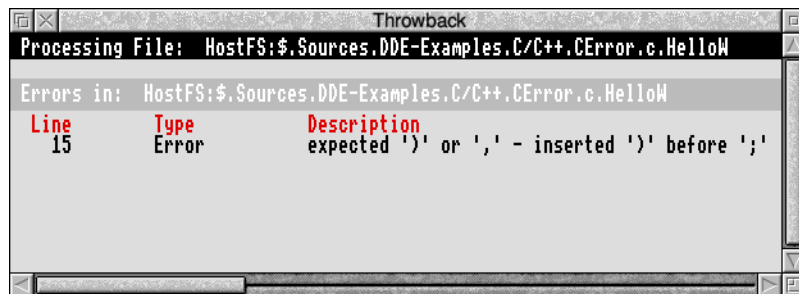 Throwback
Processing File: HostFS:$.Sources.DDE-Examples.C/C++.CError.c.HelloW
Errors in: HostFS:$.Sources.DDE-Examples.C/C++.CError.c.HelloW
Line Type Description
15 Error expected ')' or ',' - inserted ')' before ';'